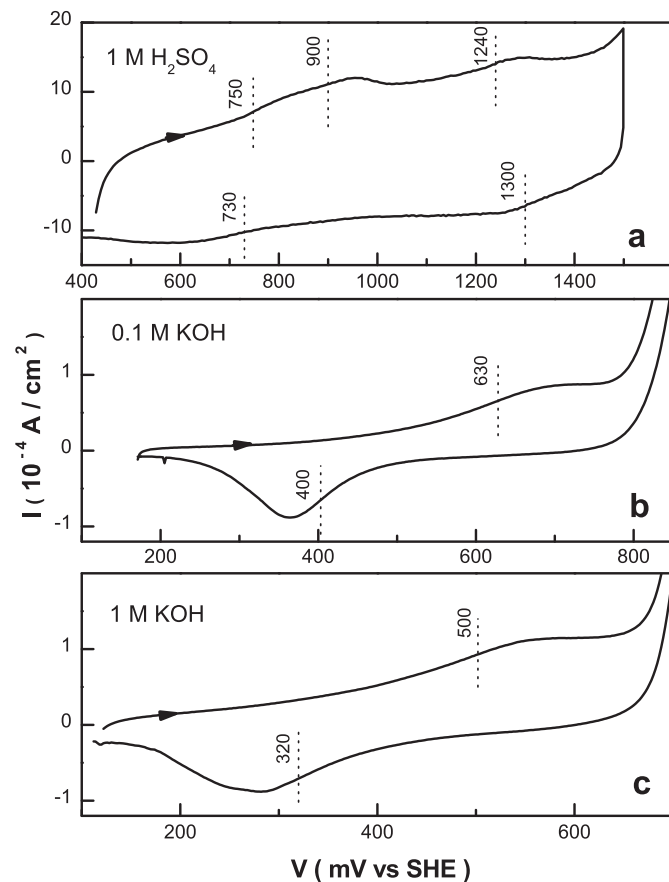 20
10
0
-10
1 M H₂SO₄
750
900
1240
730
1300
a
400 600 800 1000 1200 1400
I ( 10⁻⁴ A / cm² )
1
0
-1
0.1 M KOH
630
400
b
200 400 600 800
1
0
-1
1 M KOH
500
320
c
200 400 600
V ( mV vs SHE )